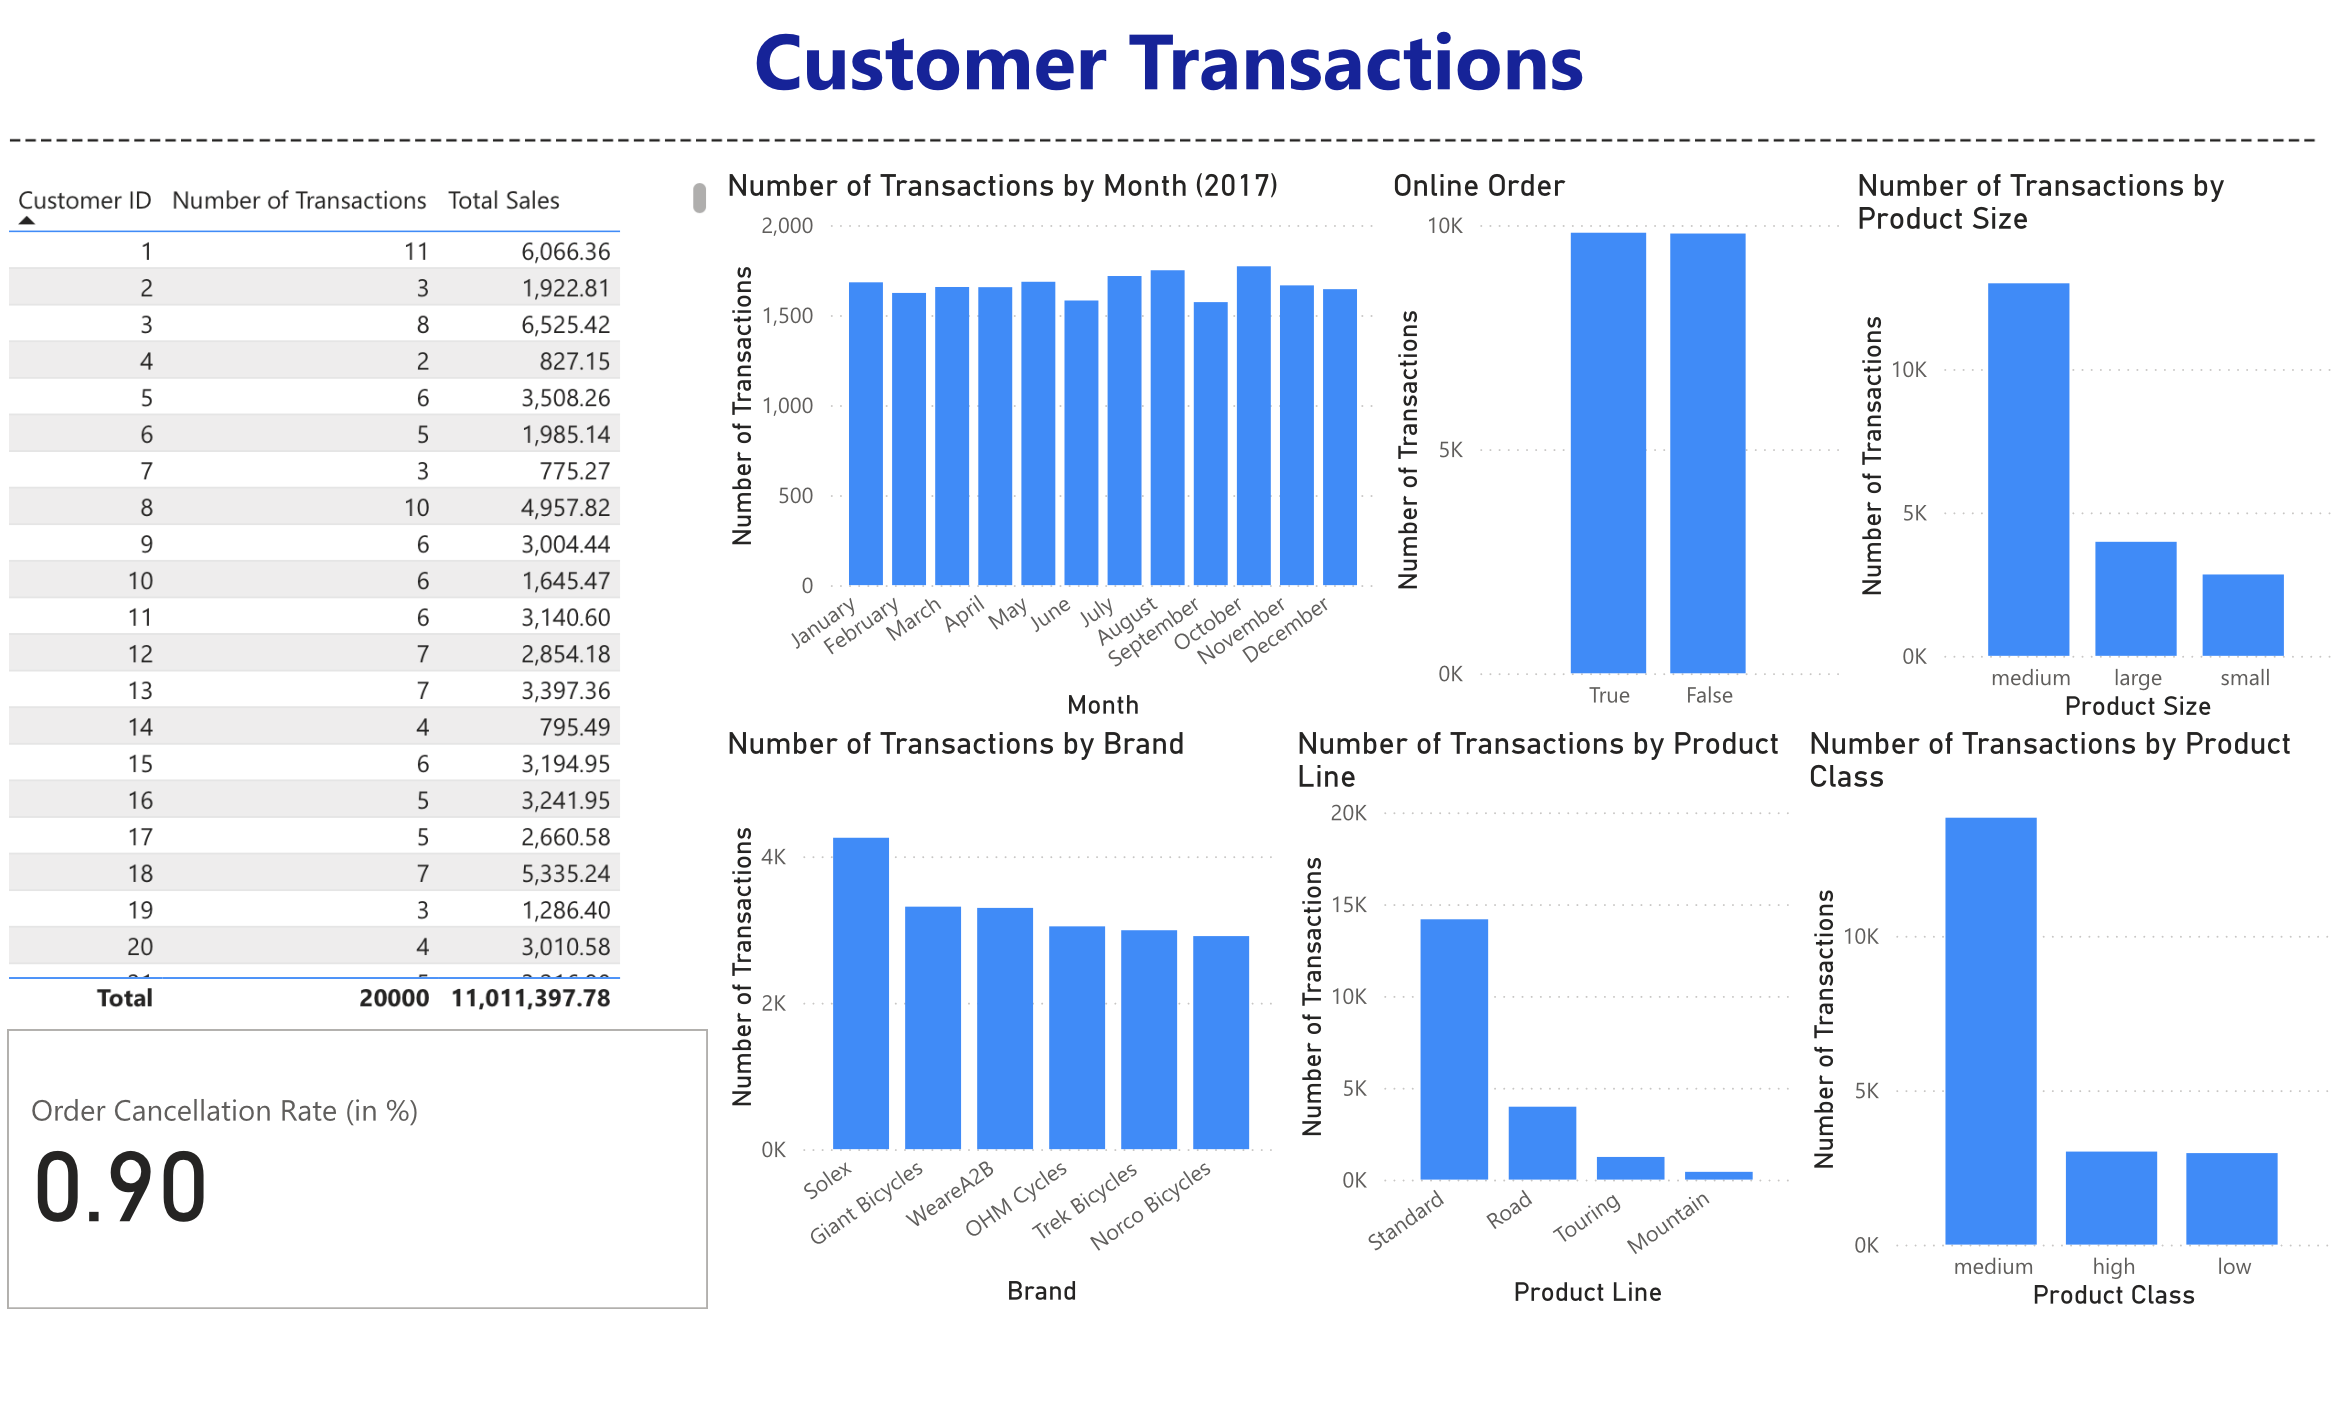 Customer Transactions
Customer ID Number of Transactions Total Sales
1 11 6,066.36
2 3 1,922.81
3 8 6,525.42
4 2 827.15
5 6 3,508.26
6 5 1,985.14
7 3 775.27
8 10 4,957.82
9 6 3,004.44
10 6 1,645.47
11 6 3,140.60
12 7 2,854.18
13 7 3,397.36
14 4 795.49
15 6 3,194.95
16 5 3,241.95
17 5 2,660.58
18 7 5,335.24
19 3 1,286.40
20 4 3,010.58
Total 20000 11,011,397.78
Order Cancellation Rate (in %)
0.90
Number of Transactions by Month (2017)
Number of Transactions
2,000
1,500
1,000
500
0
January
February
March
April
May
June
July
August
September
October
November
December
Month
Online Order
Number of Transactions
10K
5K
0K
True
False
Number of Transactions by
Product Size
Number of Transactions
10K
5K
0K
medium
large
small
Product Size
Number of Transactions by Brand
Number of Transactions
4K
2K
0K
Solex
Giant Bicycles
WeareA2B
OHM Cycles
Trek Bicycles
Norco Bicycles
Brand
Number of Transactions by Product
Line
Number of Transactions
20K
15K
10K
5K
0K
Standard
Road
Touring
Mountain
Product Line
Number of Transactions by Product
Class
Number of Transactions
10K
5K
0K
medium
high
low
Product Class